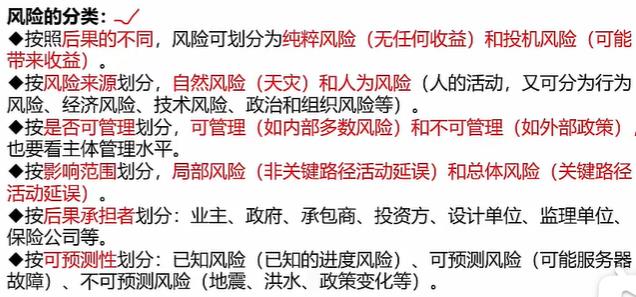 风险的分类：
◆按照后果的不同，风险可划分为纯粹风险（无任何收益）和投机风险（可能
带来收益）。
◆按风险来源划分，自然风险（天灾）和人为风险（人的活动，又可分为行为
风险、经济风险、技术风险、政治和组织风险等）。
◆按是否可管理划分，可管理（如内部多数风险）和不可管理（如外部政策），
也要看主体管理水平。
◆按影响范围划分，局部风险（非关键路径活动延误）和总体风险（关键路径
活动延误）。
◆按后果承担者划分：业主、政府、承包商、投资方、设计单位、监理单位、
保险公司等。
◆按可预测性划分：已知风险（已知的进度风险）、可预测风险（可能服务器
故障）、不可预测风险（地震、洪水、政策变化等）。